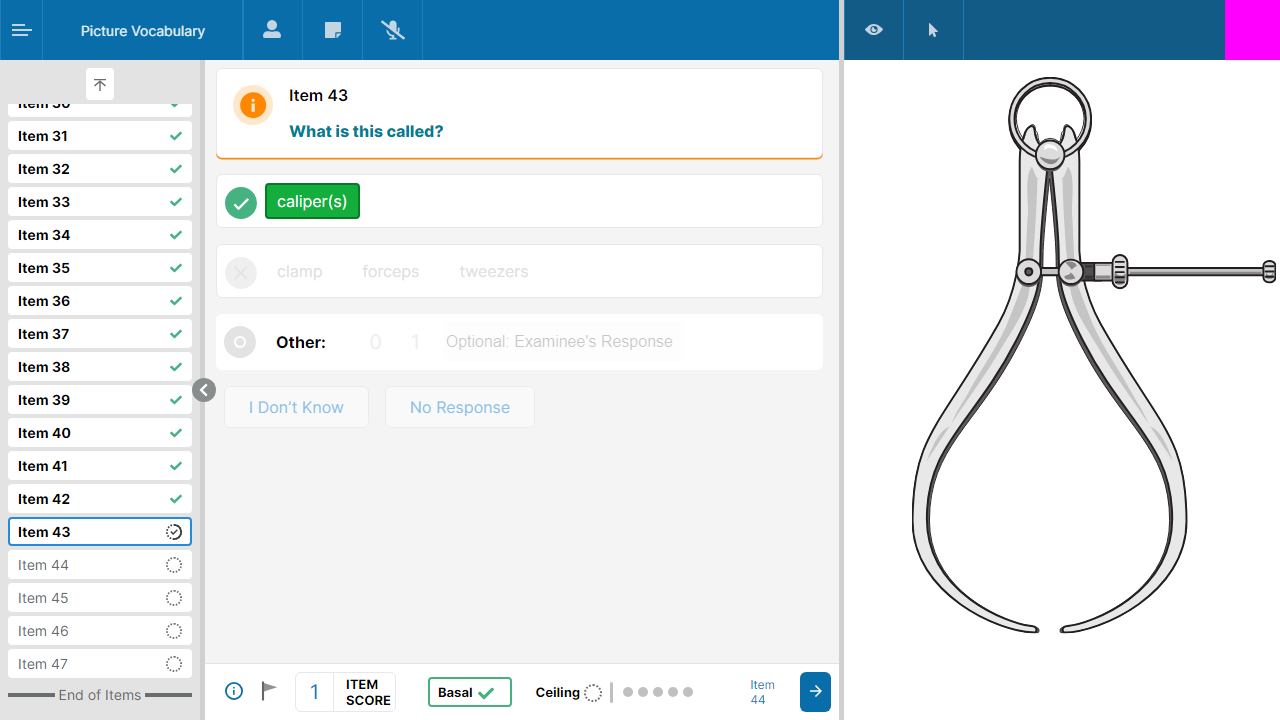 Picture Vocabulary
Item 30
Item 31
Item 32
Item 33
Item 34
Item 35
Item 36
Item 37
Item 38
Item 39
Item 40
Item 41
Item 42
Item 43
Item 44
Item 45
Item 46
Item 47
End of Items
Item 43
What is this called?
caliper(s)
clamp forceps tweezers
Other: 0 1 Optional: Examinee's Response
I Don't Know No Response
1 ITEM SCORE
Basal
Ceiling
Item 44